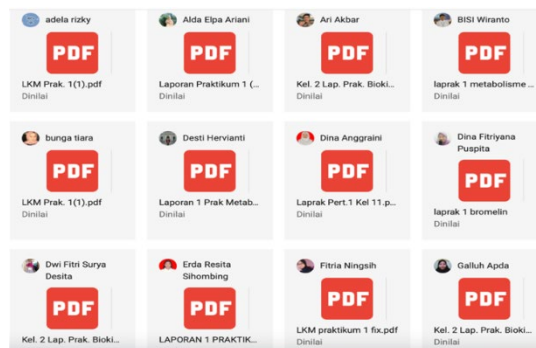 adela rizky
PDF
LKM Prak. 1(1).pdf
Dinilai
Alda Elpa Ariani
PDF
Laporan Praktikum 1 (...
Dinilai
Ari Akbar
PDF
Kel. 2 Lap. Prak. Bioki...
Dinilai
BISI Wiranto
PDF
laprak 1 metabolisme ...
Dinilai
bunga tiara
PDF
LKM Prak. 1(1).pdf
Dinilai
Desti Hervianti
PDF
Laporan 1 Prak Metab...
Dinilai
Dina Anggraini
PDF
Laprak Pert.1 Kel 11.p...
Dinilai
Dina Fitriyana
Puspita
PDF
laprak 1 bromelin
Dinilai
Dwi Fitri Surya
Desita
PDF
Kel. 2 Lap. Prak. Bioki...
Erda Resita
Sihombing
PDF
LAPORAN 1 PRAKTIK...
Fitria Ningsih
PDF
LKM praktikum 1 fix.pdf
Dinilai
Galluh Apda
PDF
Kel. 2 Lap. Prak. Bioki...
Dinilai